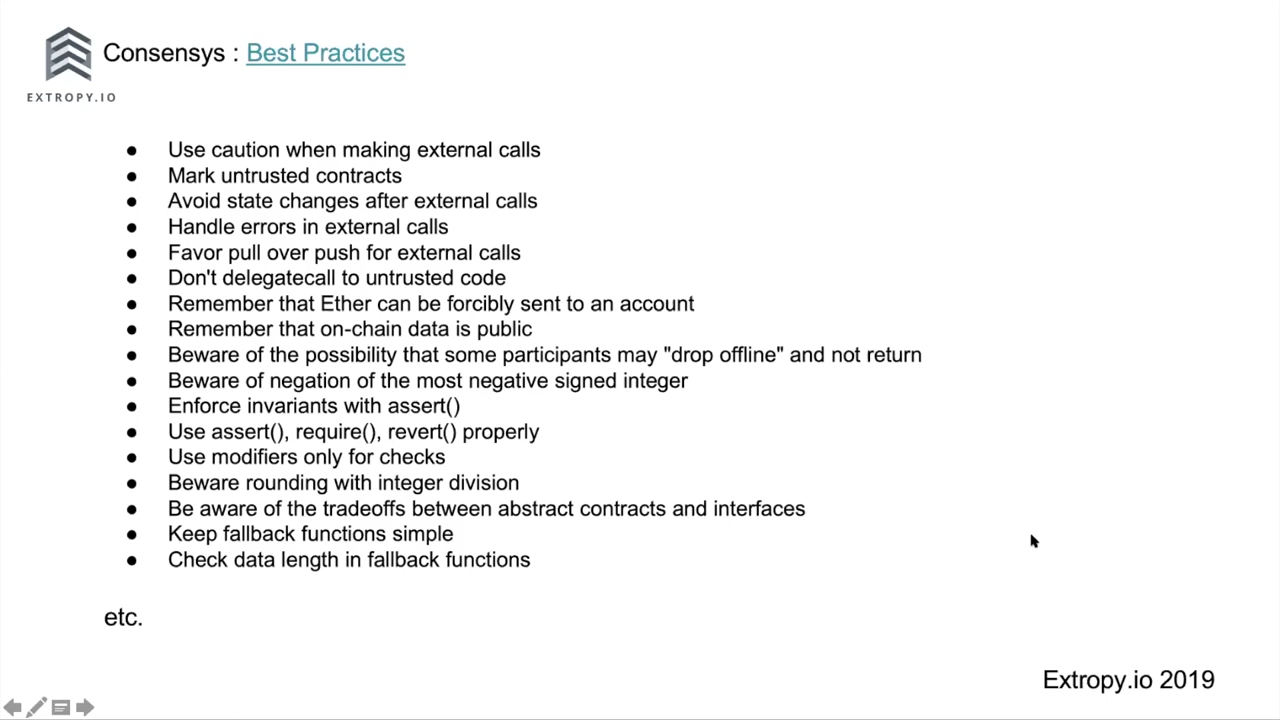 Consensys : Best Practices
EXTROPY.IO
● Use caution when making external calls
● Mark untrusted contracts
● Avoid state changes after external calls
● Handle errors in external calls
● Favor pull over push for external calls
● Don't delegatecall to untrusted code
● Remember that Ether can be forcibly sent to an account
● Remember that on-chain data is public
● Beware of the possibility that some participants may "drop offline" and not return
● Beware of negation of the most negative signed integer
● Enforce invariants with assert()
● Use assert(), require(), revert() properly
● Use modifiers only for checks
● Beware rounding with integer division
● Be aware of the tradeoffs between abstract contracts and interfaces
● Keep fallback functions simple
● Check data length in fallback functions
etc.
Extropy.io 2019